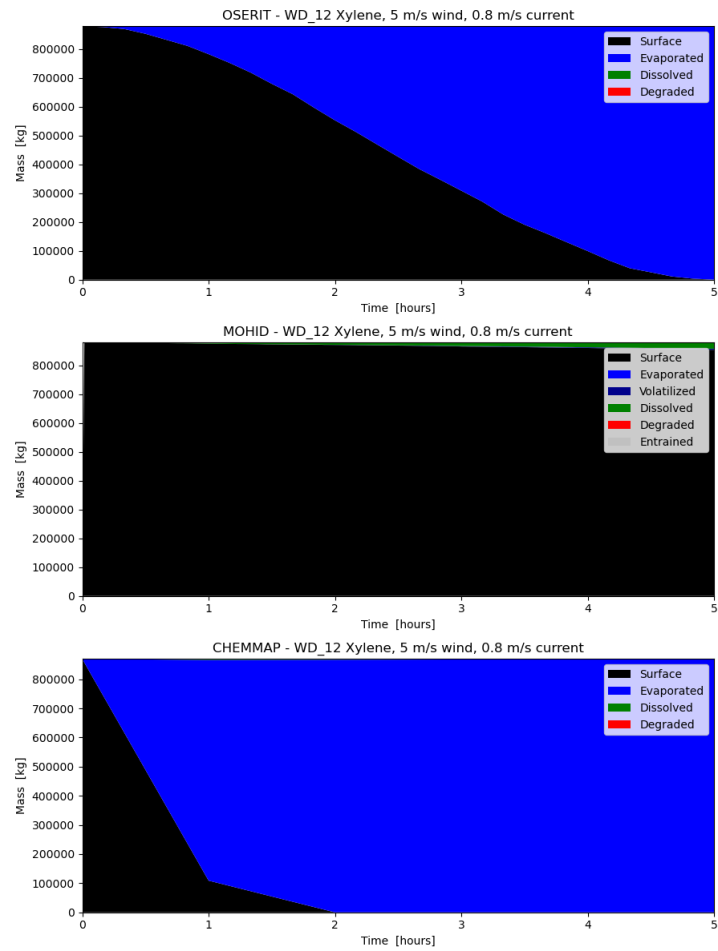 OSERIT - WD_12 Xylene, 5 m/s wind, 0.8 m/s current
Mass [kg]
800000
700000
600000
500000
400000
300000
200000
100000
0
Surface
Evaporated
Dissolved
Degraded
0 1 2 3 4 5
Time [hours]
MOHID - WD_12 Xylene, 5 m/s wind, 0.8 m/s current
Mass [kg]
800000
700000
600000
500000
400000
300000
200000
100000
0
Surface
Evaporated
Volatilized
Dissolved
Degraded
Entrained
0 1 2 3 4 5
Time [hours]
CHEMMAP - WD_12 Xylene, 5 m/s wind, 0.8 m/s current
Mass [kg]
800000
700000
600000
500000
400000
300000
200000
100000
0
Surface
Evaporated
Dissolved
Degraded
0 1 2 3 4 5
Time [hours]